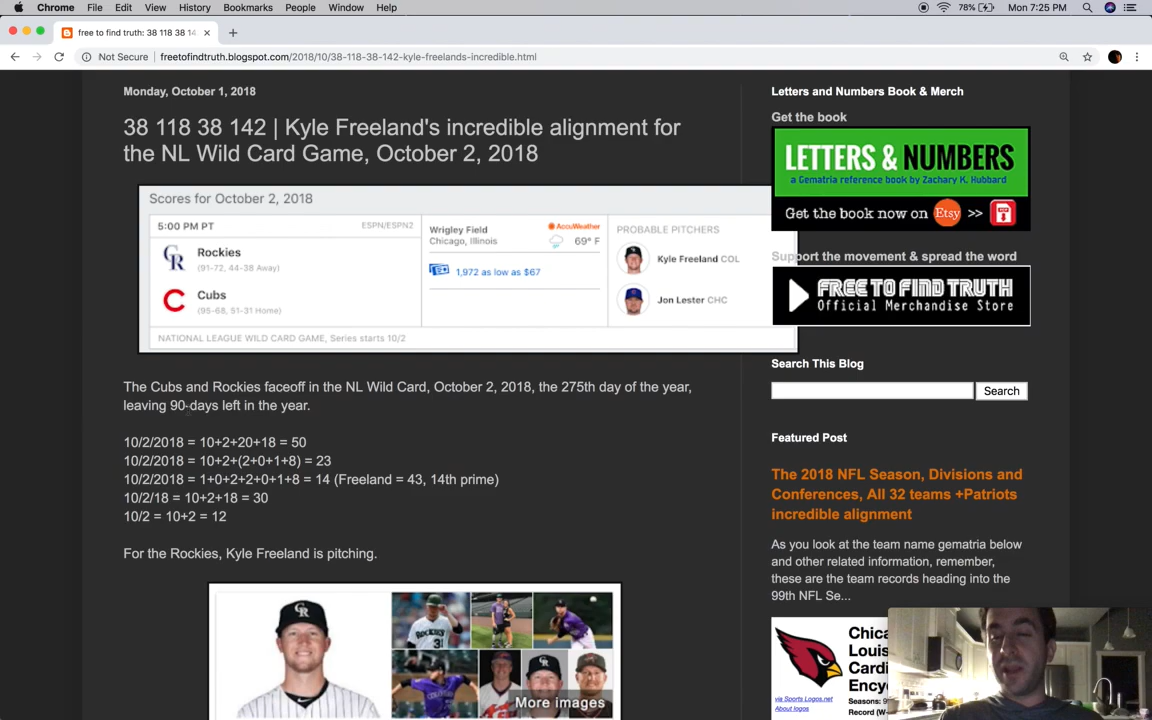 Chrome File Edit View History Bookmarks People Window Help
78% Mon 7:25 PM
free to find truth: 38 118 38 14
Not Secure freetofindtruth.blogspot.com/2018/10/38-118-38-142-kyle-freelands-incredible.html
Monday, October 1, 2018
38 118 38 142 | Kyle Freeland's incredible alignment for
the NL Wild Card Game, October 2, 2018
Scores for October 2, 2018
5:00 PM PT ESPN/ESPN2
Rockies
(91-72, 44-38 Away)
Cubs
(95-68, 51-31 Home)
Wrigley Field
Chicago, Illinois
AccuWeather
69° F
1,972 as low as $67
PROBABLE PITCHERS
Kyle Freeland COL
Jon Lester CHC
NATIONAL LEAGUE WILD CARD GAME, Series starts 10/2
The Cubs and Rockies faceoff in the NL Wild Card, October 2, 2018, the 275th day of the year,
leaving 90-days left in the year.
10/2/2018 = 10+2+20+18 = 50
10/2/2018 = 10+2+(2+0+1+8) = 23
10/2/2018 = 1+0+2+2+0+1+8 = 14 (Freeland = 43, 14th prime)
10/2/18 = 10+2+18 = 30
10/2 = 10+2 = 12
For the Rockies, Kyle Freeland is pitching.
ROCKIES
More images
Letters and Numbers Book & Merch
Get the book
LETTERS & NUMBERS
a Gematria reference book by Zachary K. Hubbard
Get the book now on Etsy >>
Support the movement & spread the word
FREE TO FIND TRUTH
Official Merchandise Store
Search This Blog
Search
Featured Post
The 2018 NFL Season, Divisions and
Conferences, All 32 teams +Patriots
incredible alignment
As you look at the team name gematria below
and other related information, remember,
these are the team records heading into the
99th NFL Se...
Chica
Louis
Cardi
Ency
Seasons: 9
Record (W-
via Sports Logos.net
About logos